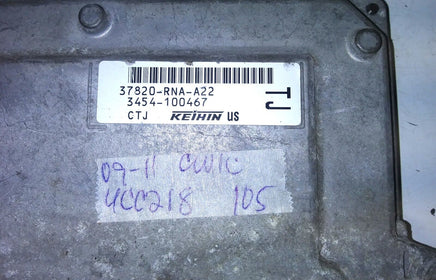 37820-RNA-A22
3454-100467
CTJ KEIHIN US
TJ
09-11 CIVIC
4CC218 105